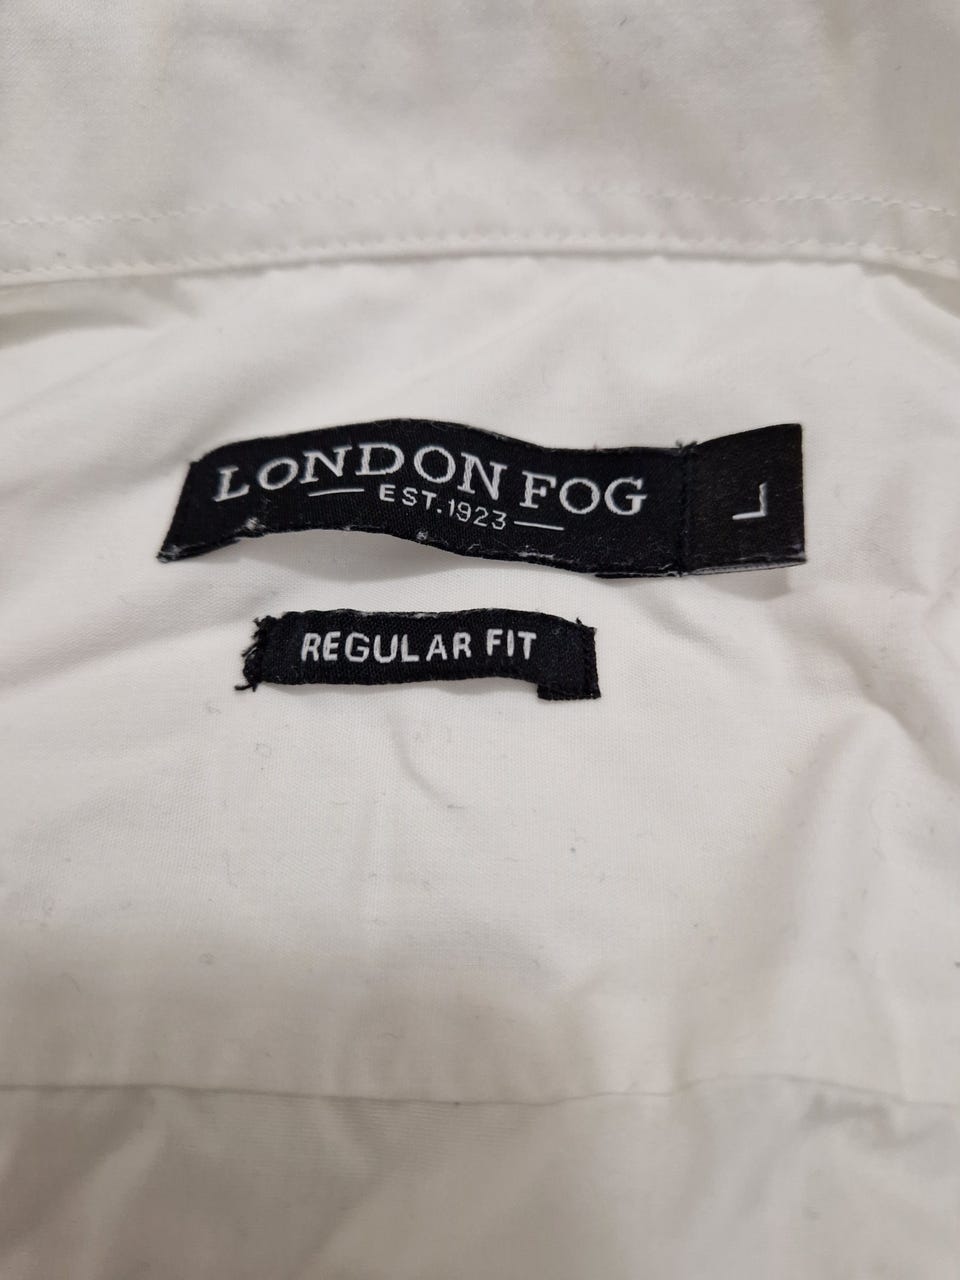 LONDON FOG
EST.1923
L
REGULAR FIT